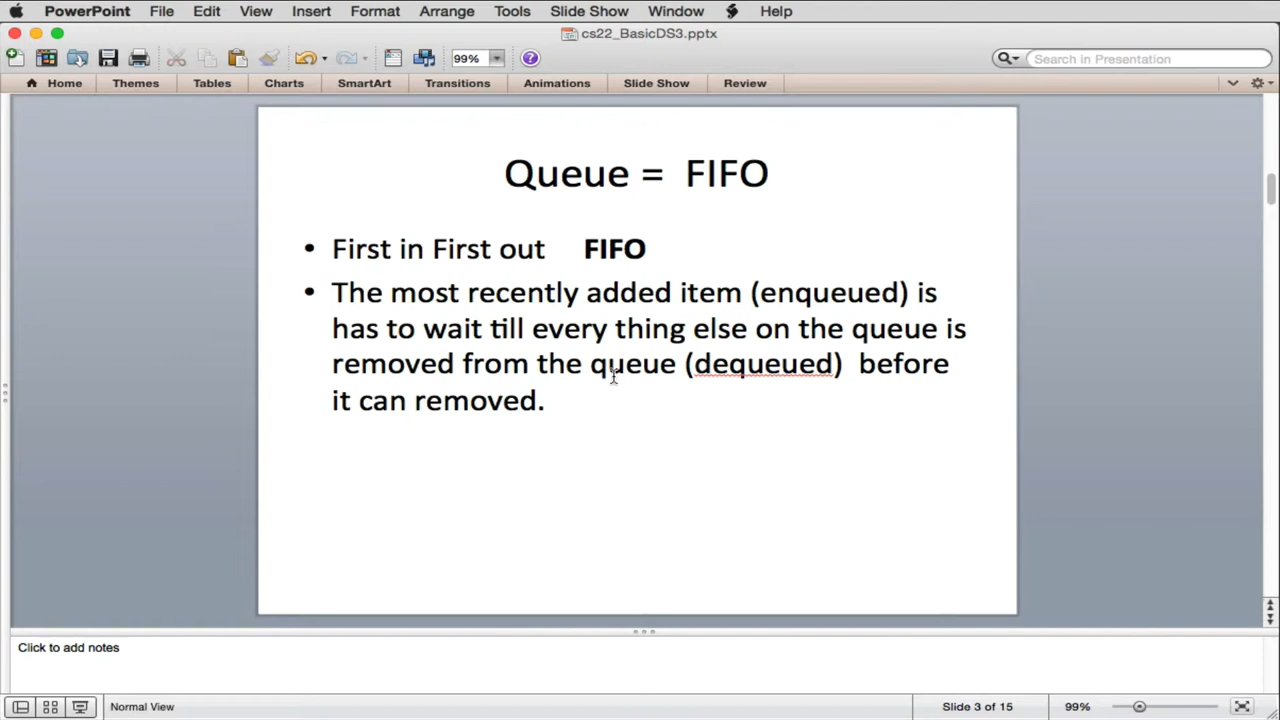 PowerPoint File Edit View Insert Format Arrange Tools Slide Show Window Help
cs22_BasicDS3.pptx
99% Search in Presentation
Home Themes Tables Charts SmartArt Transitions Animations Slide Show Review
Queue = FIFO
• First in First out FIFO
• The most recently added item (enqueued) is
has to wait till every thing else on the queue is
removed from the queue (dequeued) before
it can removed.
Click to add notes
Normal View Slide 3 of 15 99%